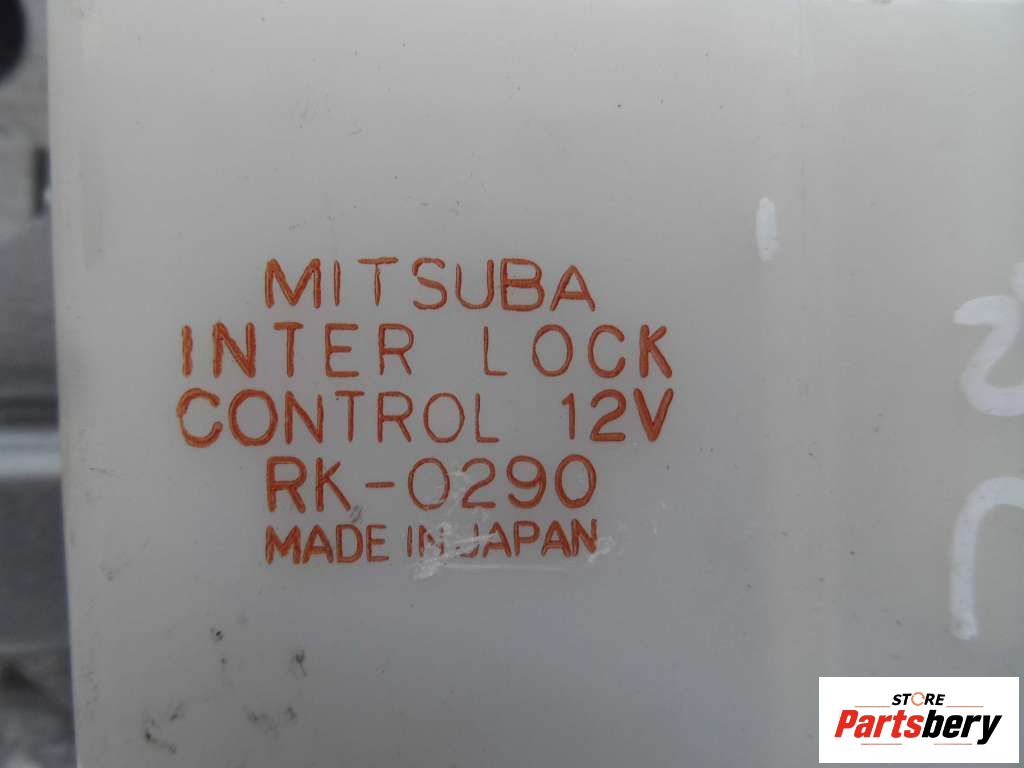 MITSUBA
INTER LOCK
CONTROL 12V
RK-0290
MADE IN JAPAN
STORE
Partsbery